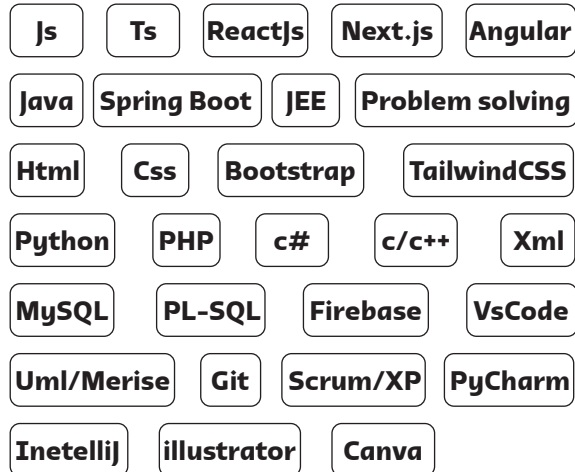 Js Ts ReactJs Next.js Angular
Java Spring Boot JEE Problem solving
Html Css Bootstrap TailwindCSS
Python PHP c# c/c++ Xml
MySQL PL-SQL Firebase VsCode
Uml/Merise Git Scrum/XP PyCharm
InetelliJ illustrator Canva